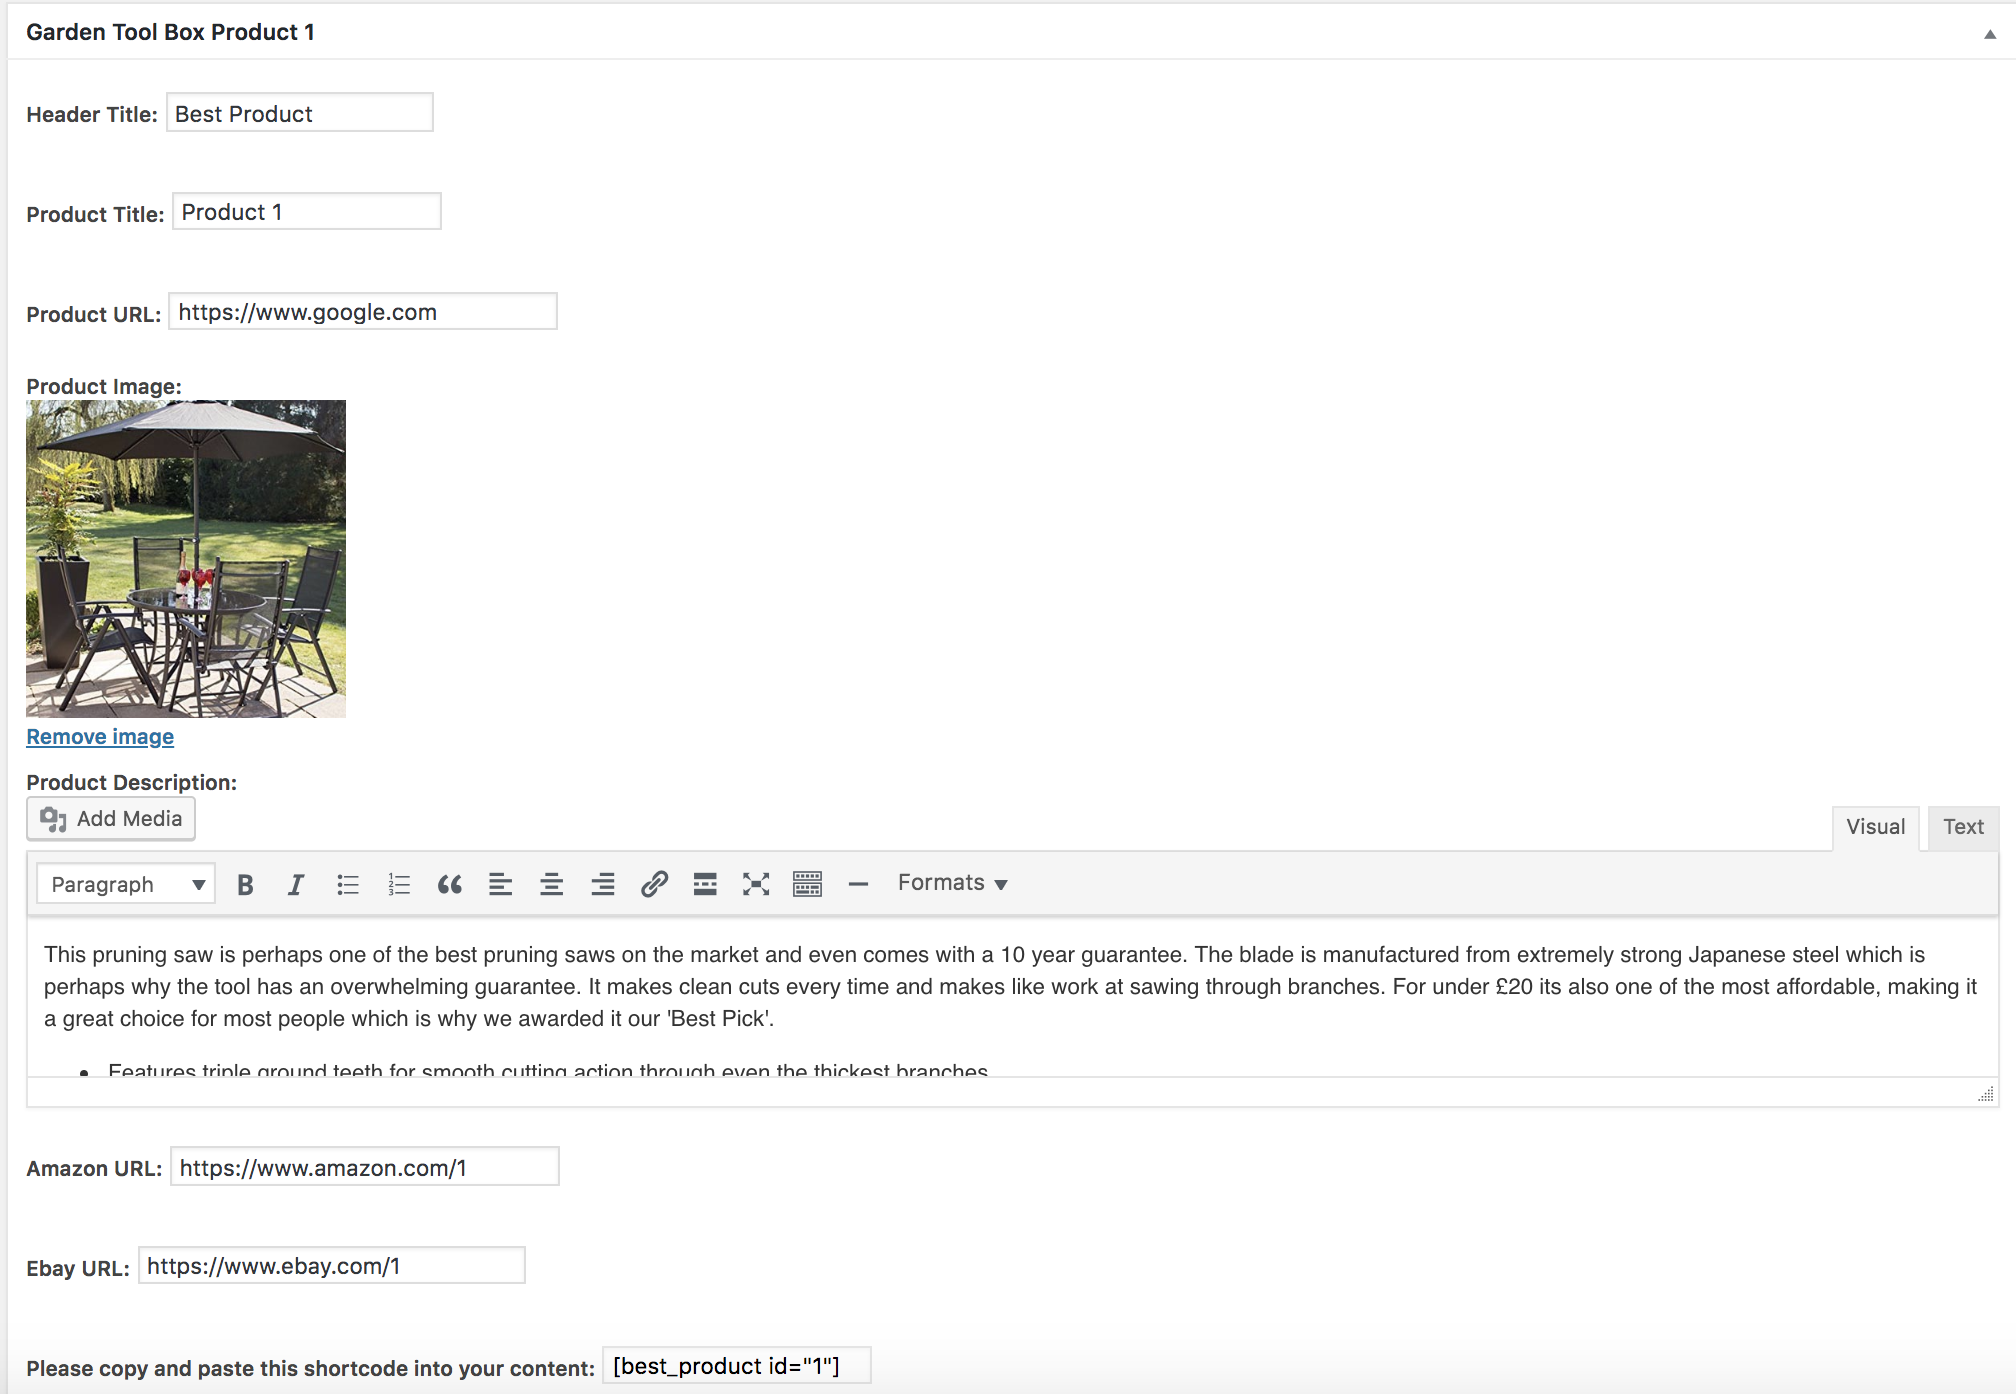 Garden Tool Box Product 1
Header Title: Best Product
Product Title: Product 1
Product URL: https://www.google.com
Product Image:
Remove image
Product Description:
Add Media
Visual Text
Paragraph B I Formats
This pruning saw is perhaps one of the best pruning saws on the market and even comes with a 10 year guarantee. The blade is manufactured from extremely strong Japanese steel which is
perhaps why the tool has an overwhelming guarantee. It makes clean cuts every time and makes like work at sawing through branches. For under £20 its also one of the most affordable, making it
a great choice for most people which is why we awarded it our 'Best Pick'.
• Features triple ground teeth for smooth cutting action through even the thickest branches
Amazon URL: https://www.amazon.com/1
Ebay URL: https://www.ebay.com/1
Please copy and paste this shortcode into your content: [best_product id="1"]